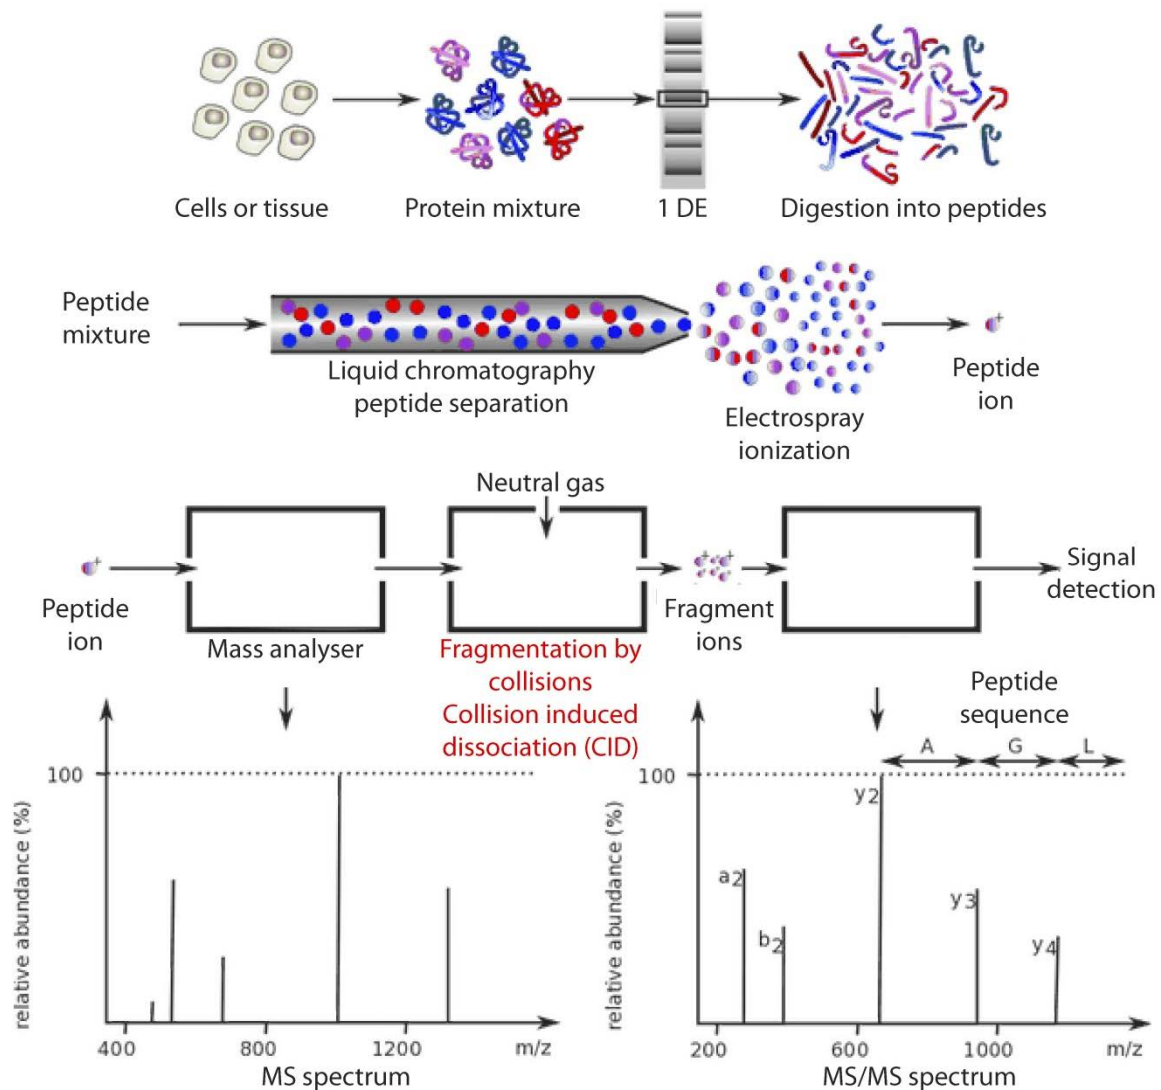 Cells or tissue
Protein mixture
1 DE
Digestion into peptides
Peptide
mixture
Liquid chromatography
peptide separation
Electrospray
ionization
+
Peptide
ion
Neutral gas
+
Peptide
ion
Mass analyser
Fragmentation by
collisions
Collision induced
dissociation (CID)
+ +
Fragment
ions
Signal
detection
relative abundance (%)
100
400 800 1200 m/z
MS spectrum
Peptide
sequence
A G L
relative abundance (%)
100
a2
b2
y2
y3
y4
200 600 1000 m/z
MS/MS spectrum